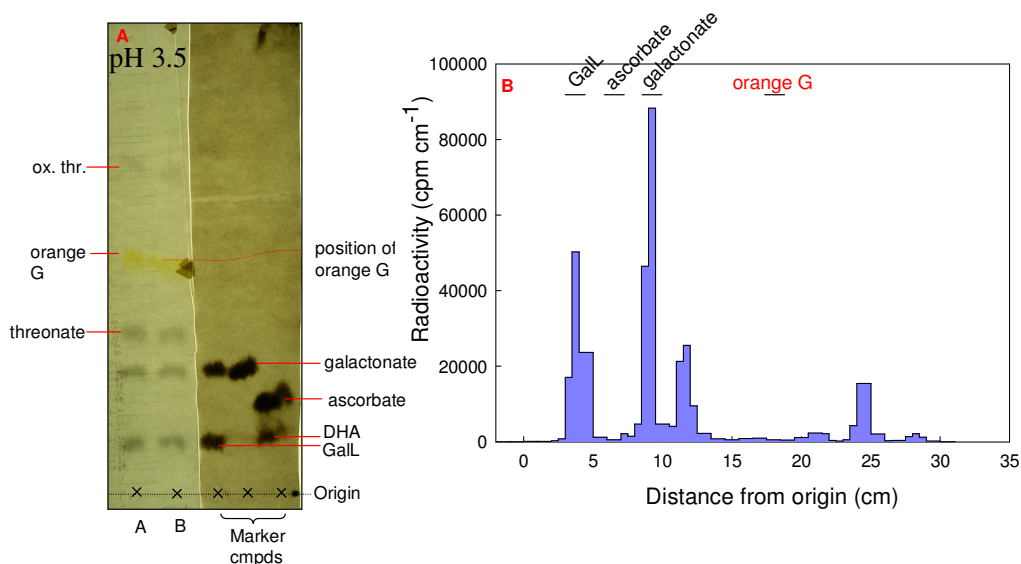 A
pH 3.5
ox. thr.
orange
G
threonate
position of
orange G
galactonate
ascorbate
DHA
GalL
Origin
A B
Marker
cmpds
B
GalL
ascorbate
galactonate
orange G
Radioactivity (cpm cm-1)
100000
80000
60000
40000
20000
0
0 5 10 15 20 25 30 35
Distance from origin (cm)